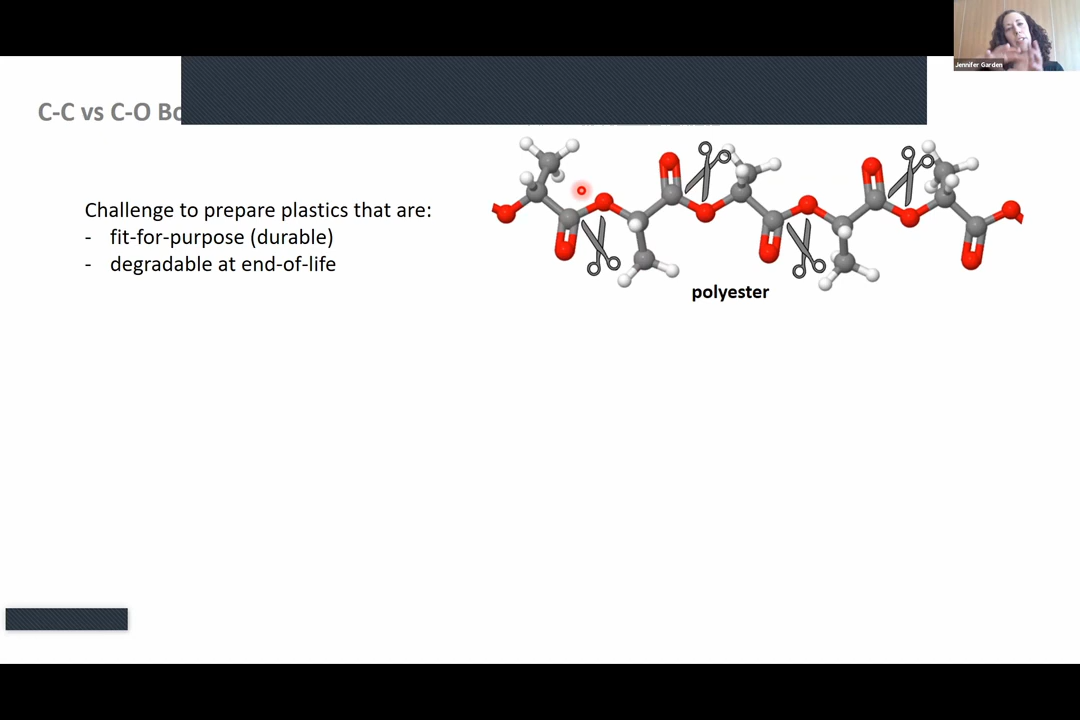 Jennifer Garden
C-C vs C-O
Challenge to prepare plastics that are:
- fit-for-purpose (durable)
- degradable at end-of-life
polyester